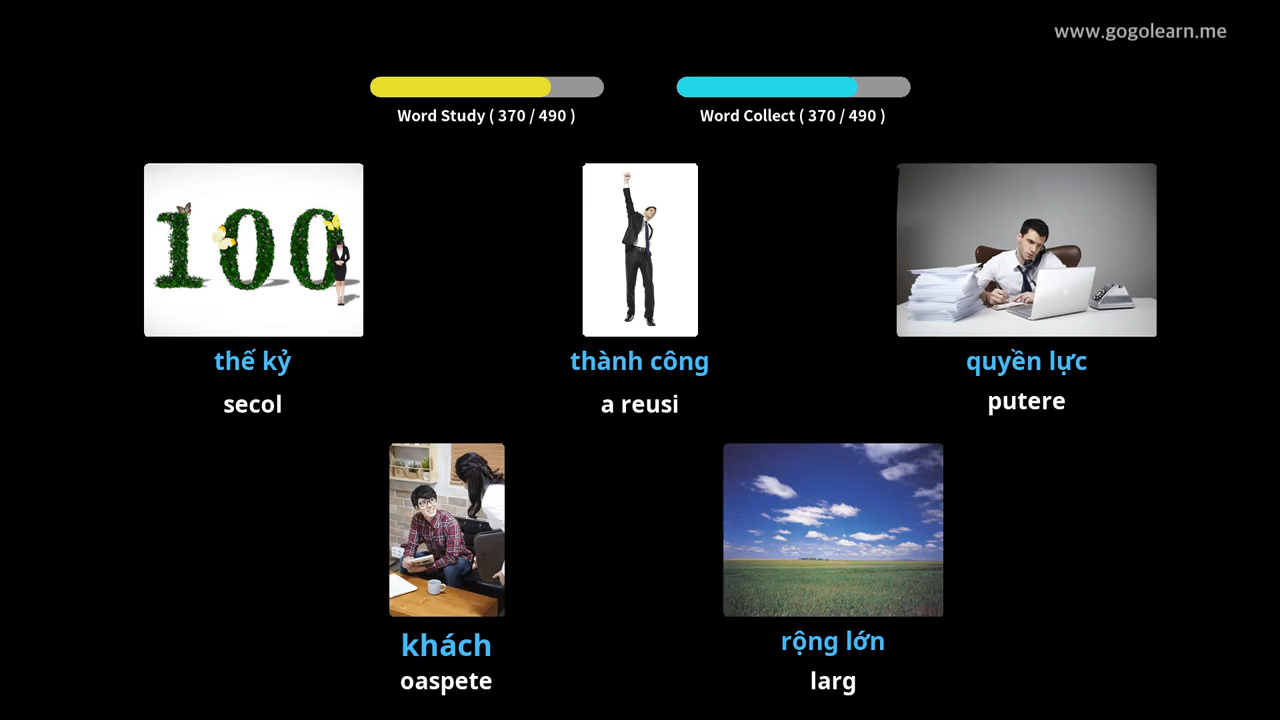 www.gogolearn.me
Word Study ( 370 / 490 )
Word Collect ( 370 / 490 )
100
thế kỷ
secol
thành công
a reusi
quyền lực
putere
khách
oaspete
rộng lớn
larg